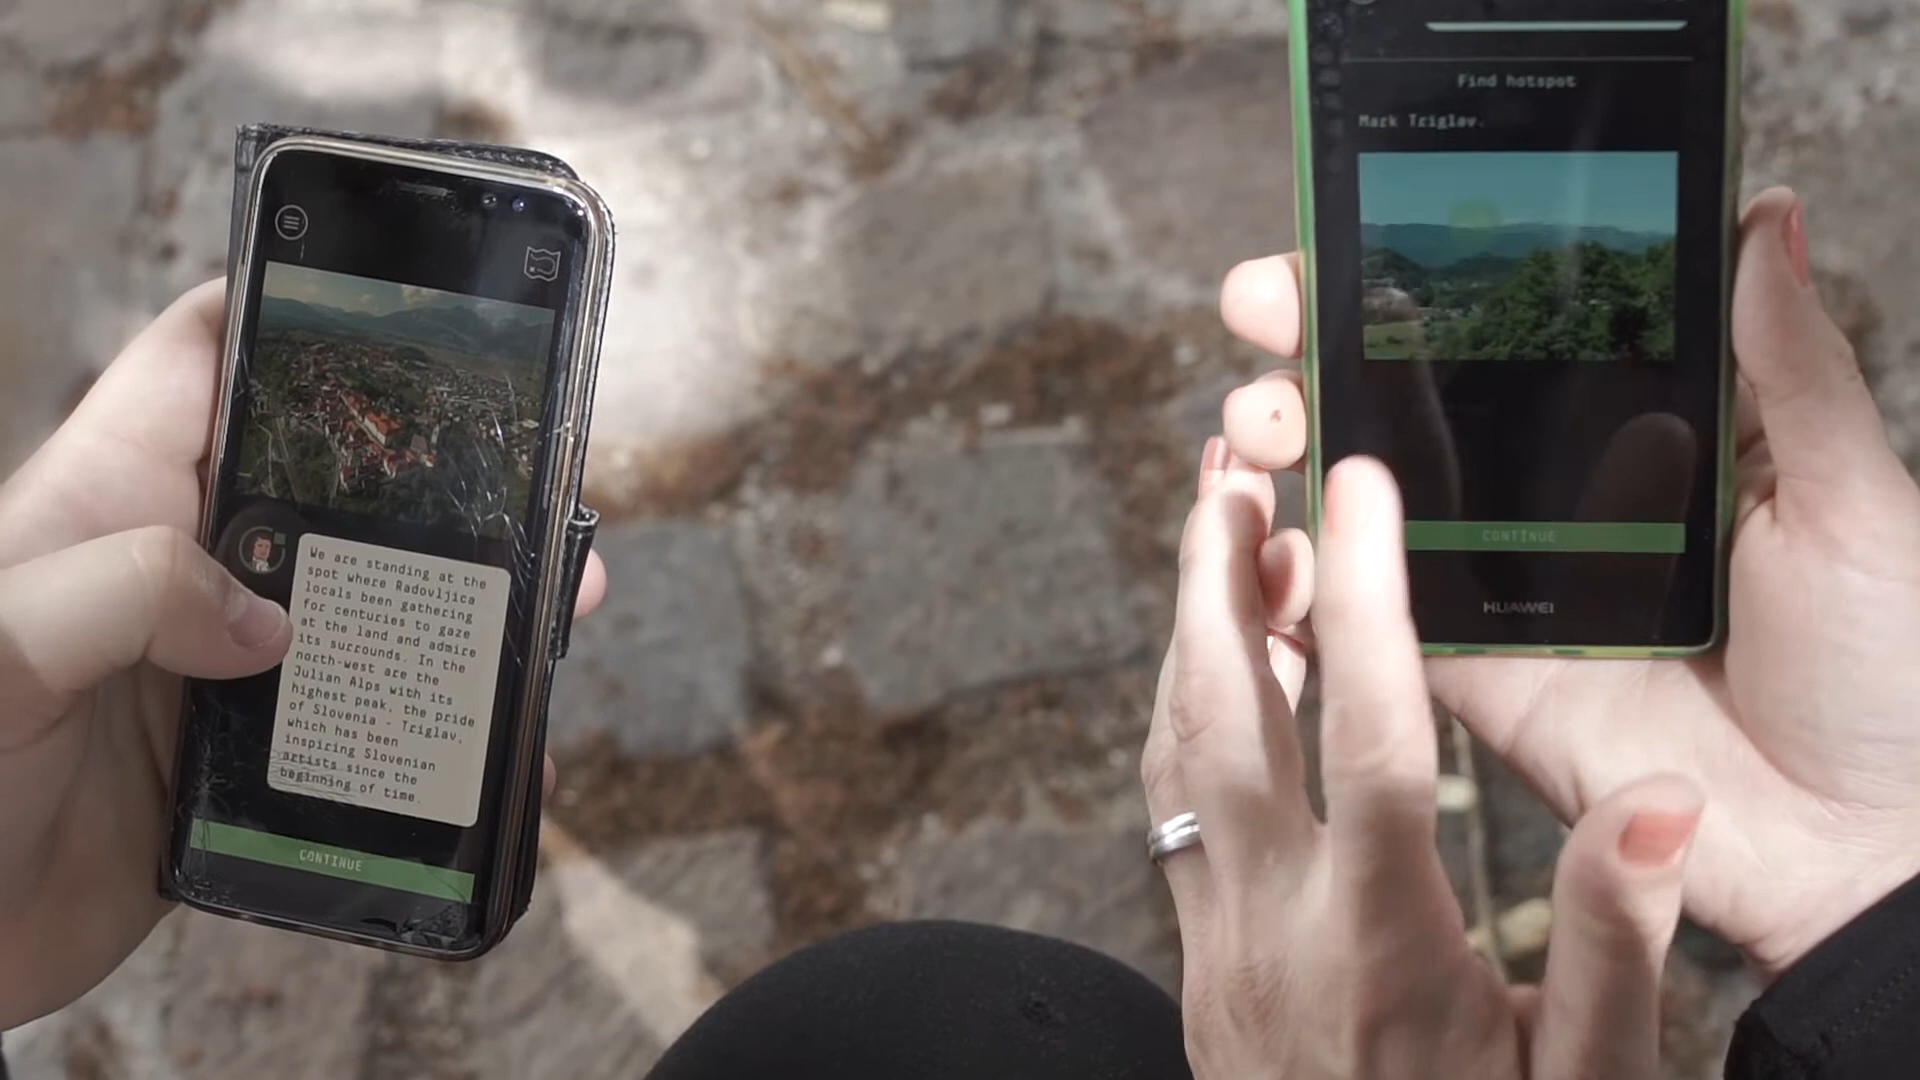 We are standing at the
spot where Radovljica
locals been gathering
for centuries to gaze
at the land and admire
its surrounds. In the
north-west are the
Julian Alps with its
highest peak, the pride
of Slovenia - Triglav,
which has been
inspiring Slovenian
artists since the
beginning of time.
CONTINUE
Find hotspot
Mark Triglav.
CONTINUE
HUAWEI